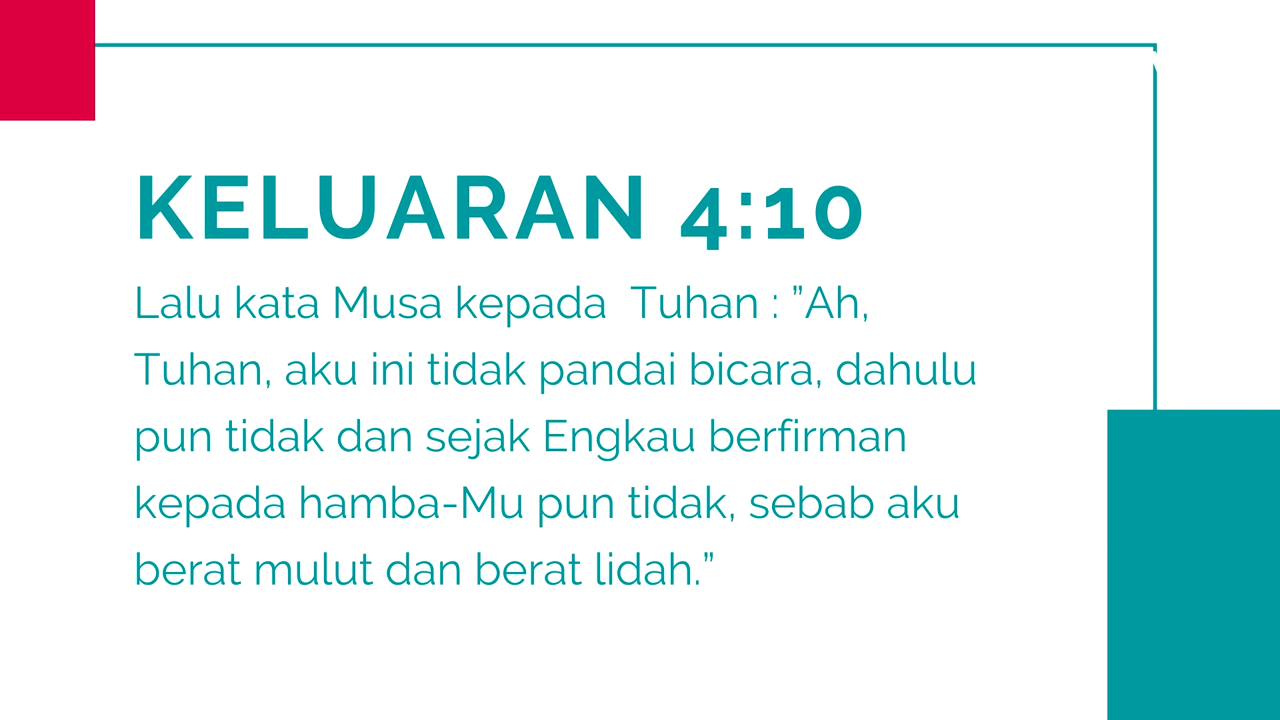 KELUARAN 4:10
Lalu kata Musa kepada  Tuhan : ”Ah,
Tuhan, aku ini tidak pandai bicara, dahulu
pun tidak dan sejak Engkau berfirman
kepada hamba-Mu pun tidak, sebab aku
berat mulut dan berat lidah.”